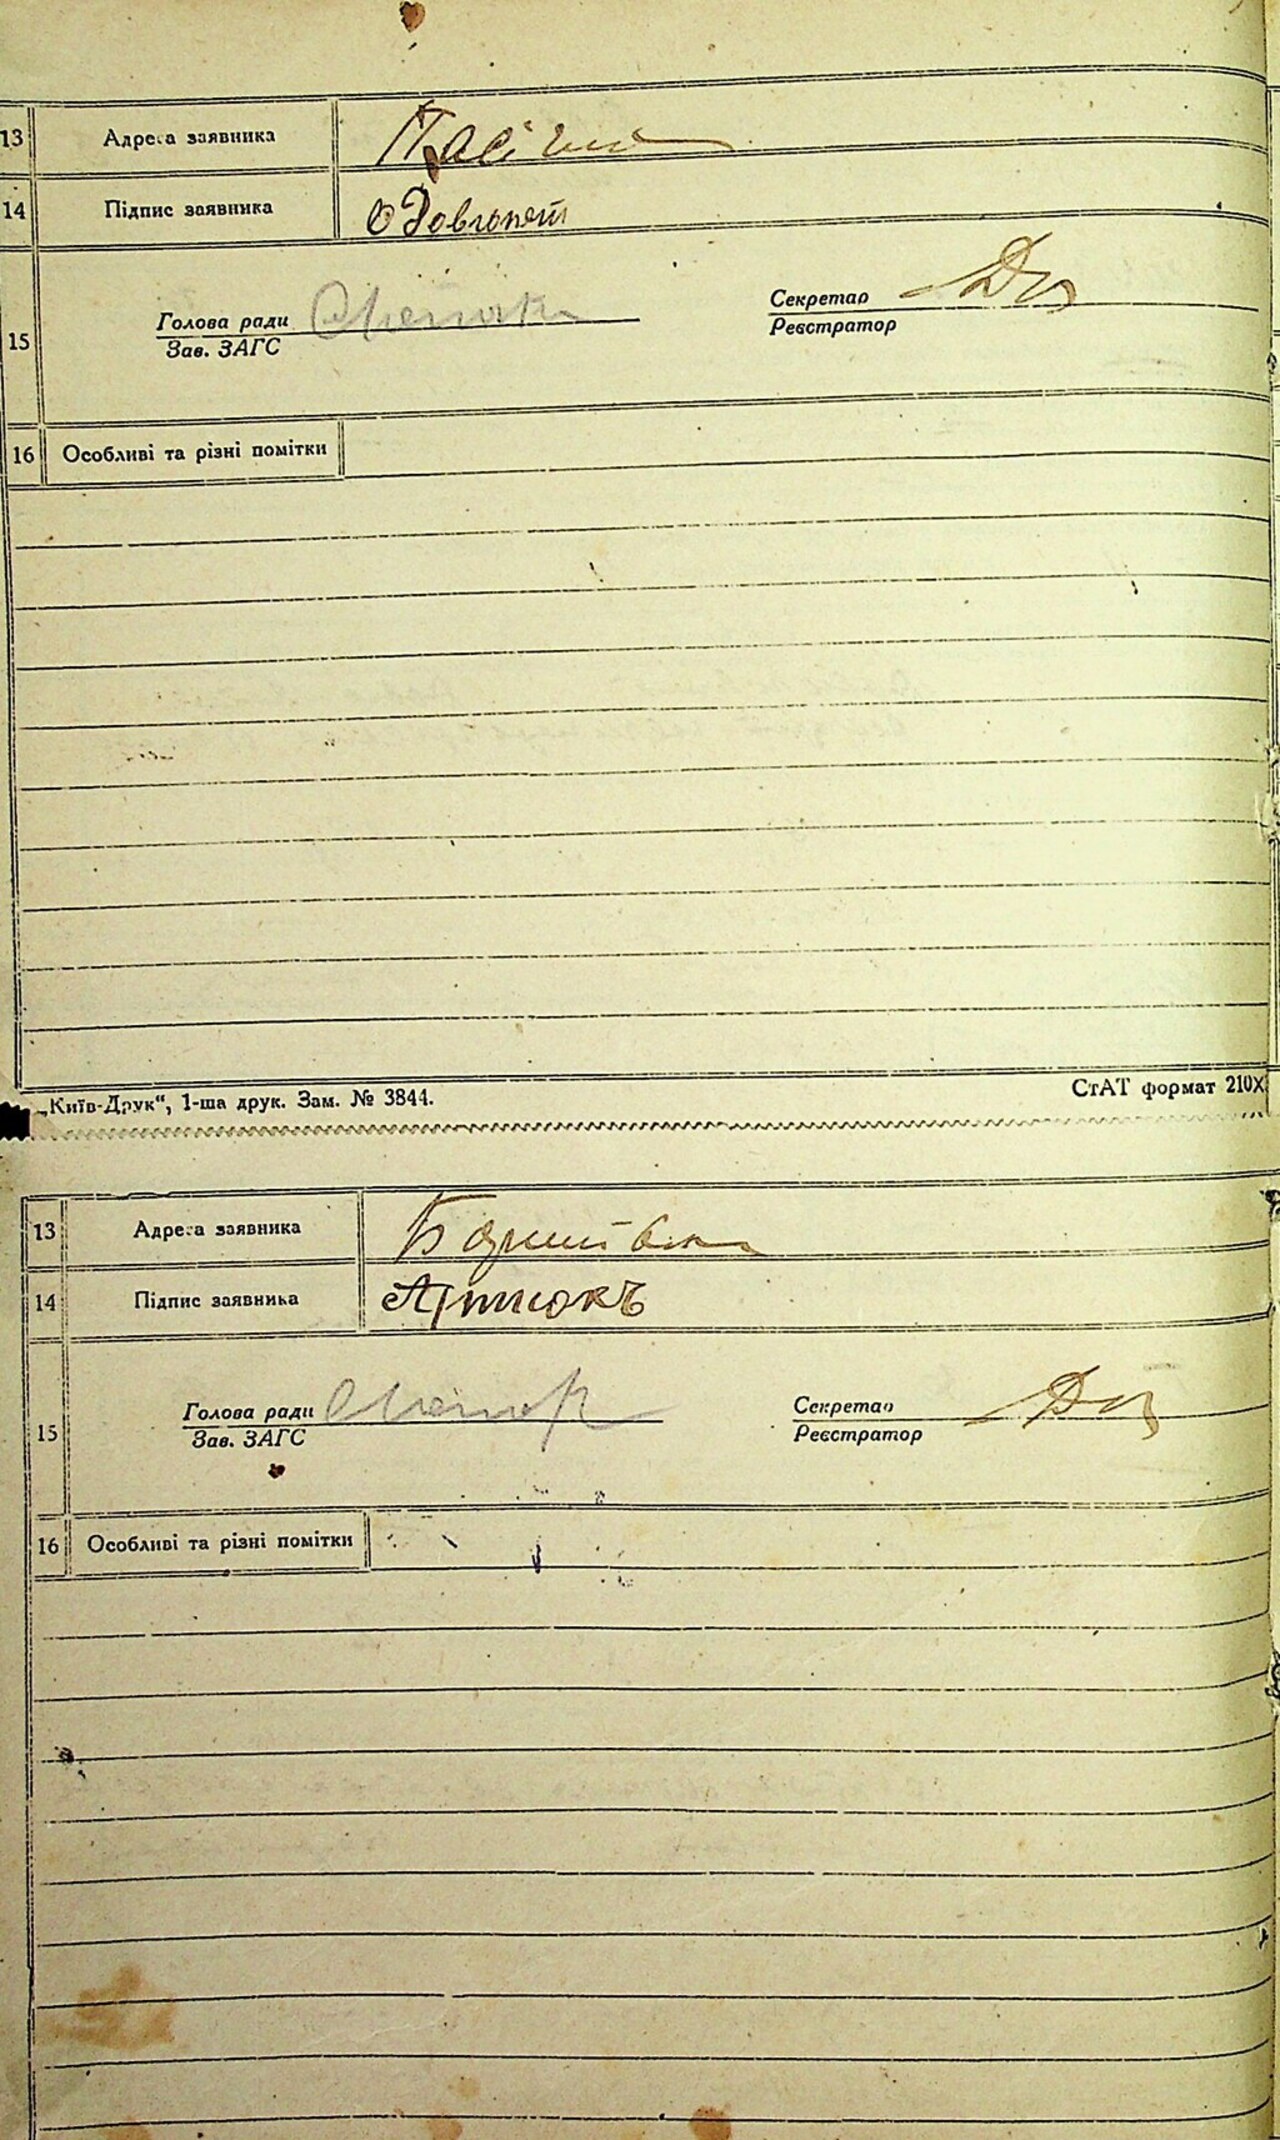 13 Адреса заявника
14 Підпис заявника О Довгопят
15 Голова ради Секретар
Зав. ЗАГС Реєстратор
16 Особливі та різні помітки
„Київ-Друк“, 1-ша друк. Зам. № 3844. СтАТ формат 210X
13 Адреса заявника
14 Підпис заявника Артюкъ
15 Голова ради Секретар
Зав. ЗАГС Реєстратор
16 Особливі та різні помітки